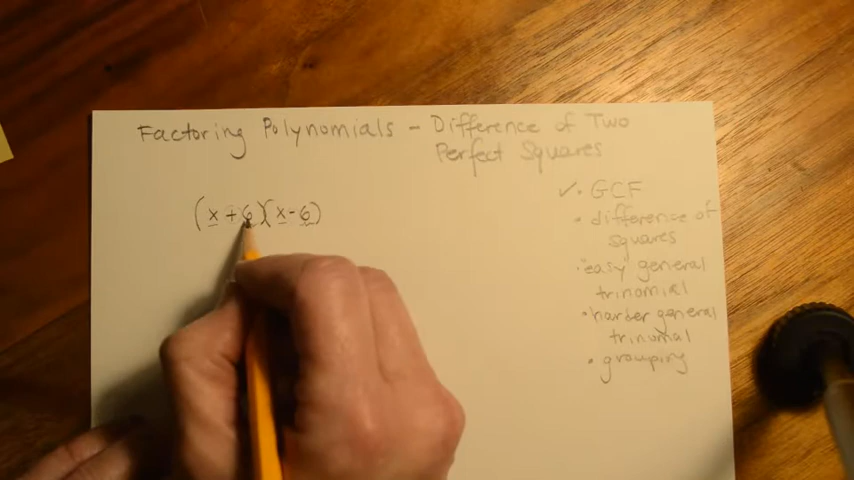 Factoring Polynomials - Difference of Two
Perfect Squares
(x + 6)(x - 6)
✓• GCF
• difference of
squares
• easy general
trinomial
• harder general
trinomial
• grouping